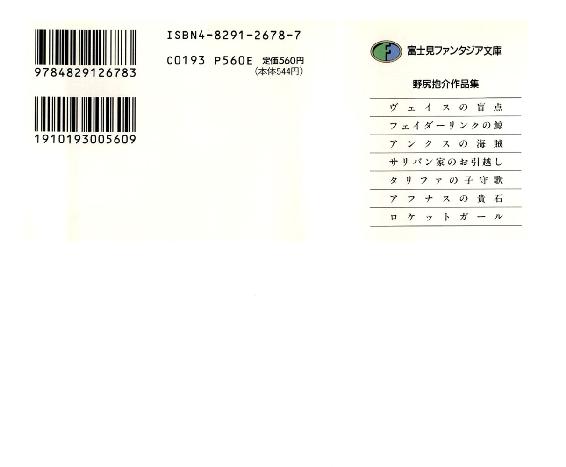 ISBN4-8291-2678-7
9784829126783
C0193 P560E 定価560円
(本体544円)
1910193005609
富士見ファンタジア文庫
野尻抱介作品集
ヴェイスの盲点
フェイダーリンクの鯨
アンクスの海賊
サリバン家のお引越し
タリファの子守歌
アフナスの貴石
ロケットガール